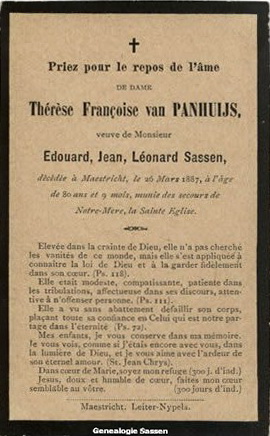 Priez pour le repos de l'âme
DE DAME
Thérèse Françoise van PANHUIJS,
veuve de Monsieur
Edouard, Jean, Léonard Sassen,
décédée à Maestricht, le 26 Mars 1887, à l'âge
de 80 ans et 9 mois, munie des secours de
Notre-Mère, la Sainte Eglise.
Elevée dans la crainte de Dieu, elle n'a pas cherché
les vanités de ce monde, mais elle s'est appliquée
à connaître la loi de Dieu et à la garder fidèlement
dans son cœur. (Ps. 118).
Elle était modeste, compatissante, patiente dans
les tribulations, affectueuse dans ses discours, atten-
tive à n'offenser personne. (Ps. 111).
Elle a vu sans abattement défaillir son corps,
plaçant toute sa confiance en Celui qui est notre par-
tage dans l'éternité (Ps. 72).
Mes enfants, je vous conserve dans ma mémoire.
Je vous aime, comme si j'étais encore avec vous, dans
la lumière de Dieu, et je vous aime avec l'ardeur de
son éternel amour. (St. Jean Chrys).
Dans cœur de Marie, soyez mon refuge (300 j. d'ind.)
Jesus, doux et humble de cœur, faites mon cœur
semblable au vôtre. (300 jours d'ind.)
Maestricht. Leiter-Nypels.
Genealogie Sassen